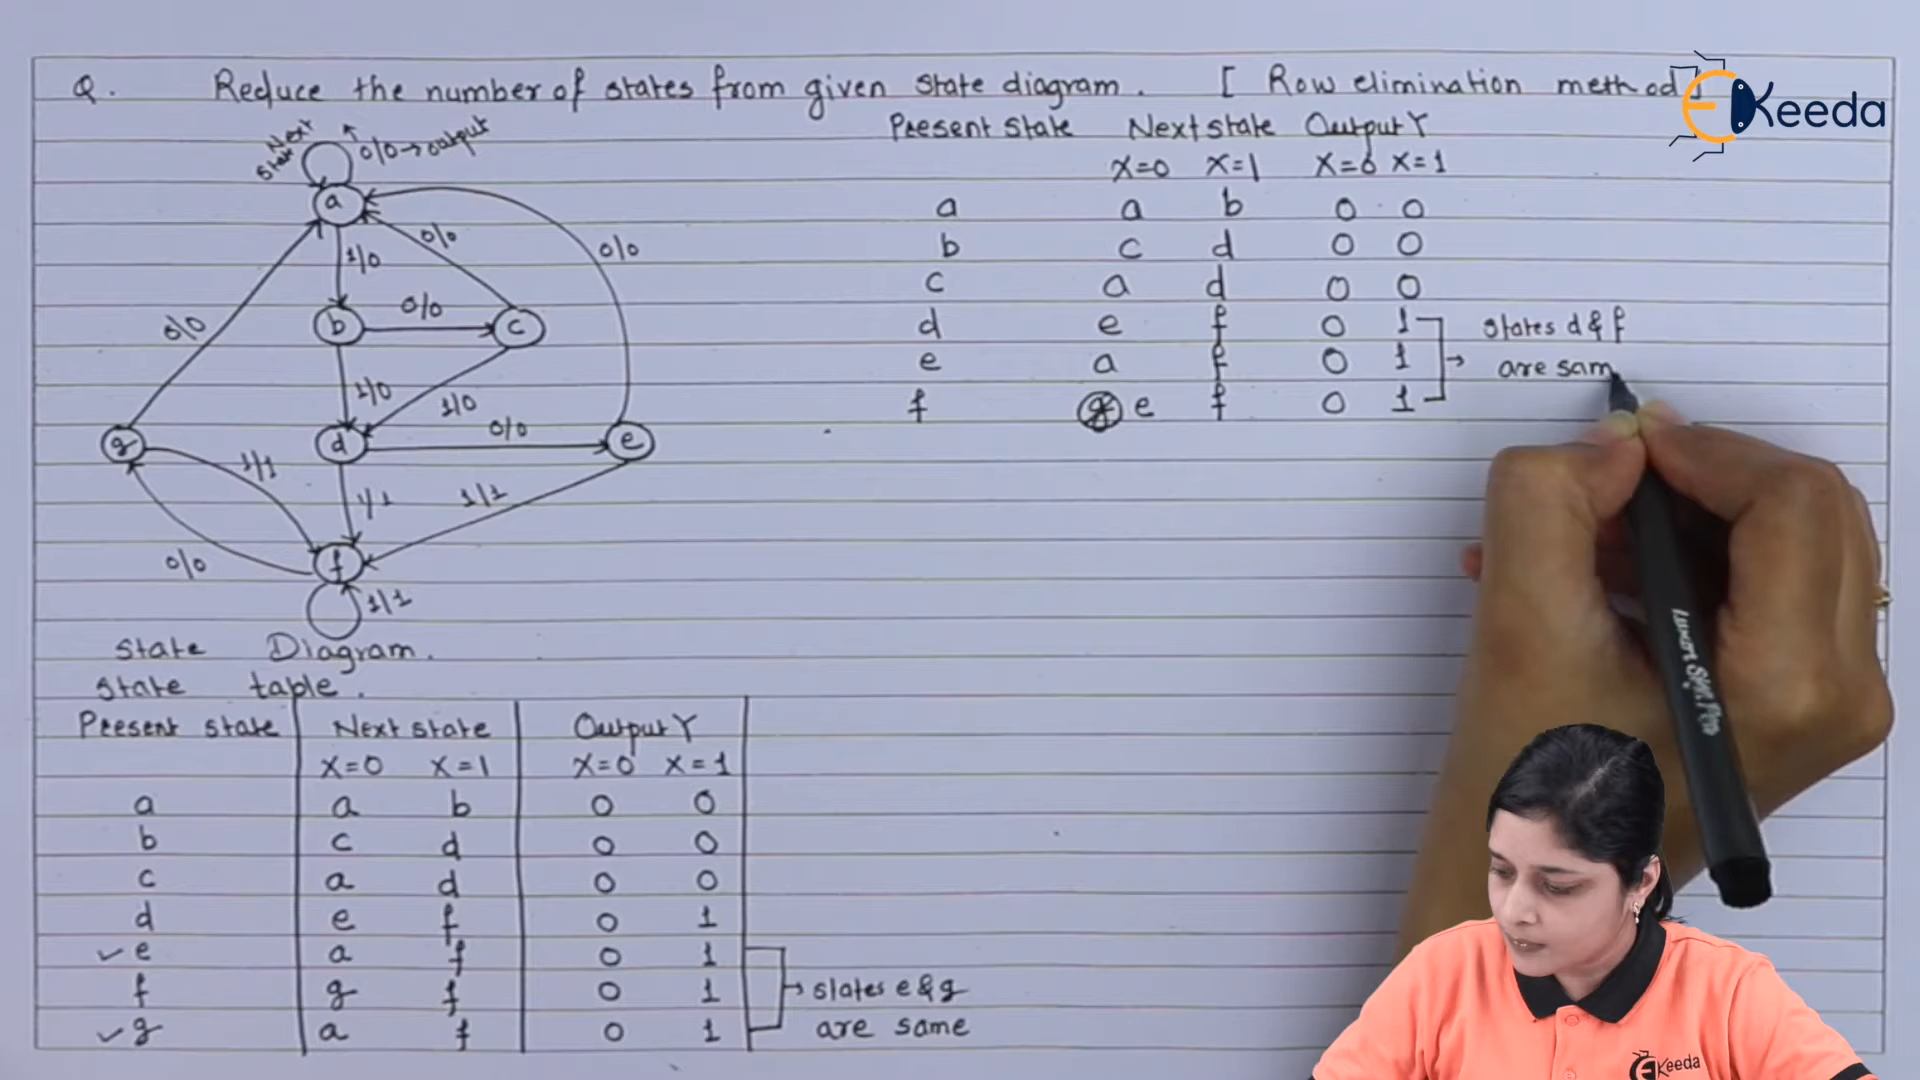 Q. Reduce the number of states from given state diagram. [ Row elimination method]
EKeeda
Next State
0/0 → output
a
0/0
0/0
1/0
0/0
0/0
b
c
1/0
1/0
0/0
g
d
e
1/1
1/1
1/1
0/0
f
1/1
State Diagram.
Present State Next state Output Y
X=0 X=1 X=0 X=1
a a b 0 0
b c d 0 0
c a d 0 0
d e f 0 1
e a f 0 1
f g e f 0 1
states d & f
are sam
state table.
Present state Next state Output Y
X=0 X=1 X=0 X=1
a a b 0 0
b c d 0 0
c a d 0 0
d e f 0 1
✓ e a f 0 1
f g f 0 1
✓ g a f 0 1
states e & g
are same
Luxor Sign Pen
EKeeda